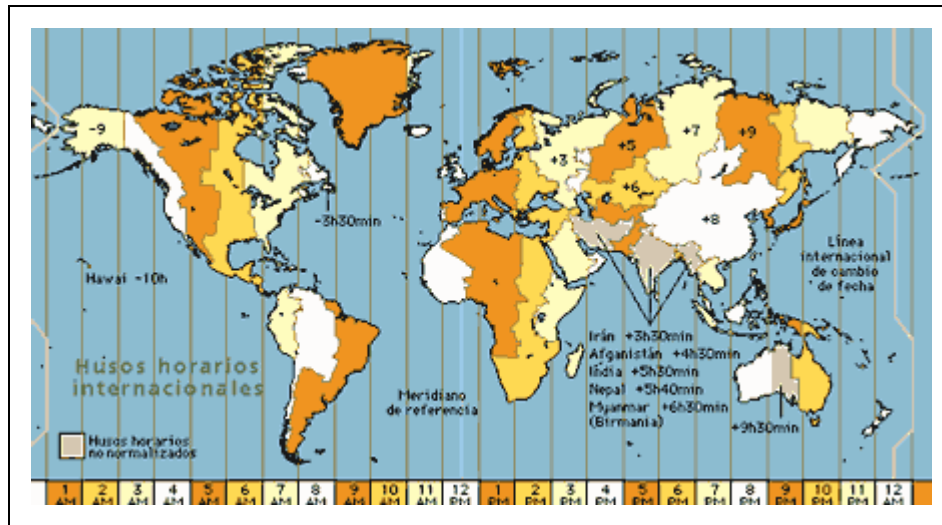 -9
+3
+5
+7
+9
+6
+8
-3h30min
Hawai -10h
Línea
internacional
de cambio
de fecha
Irán +3h30min
Afganistán +4h30min
India +5h30min
Nepal +5h40min
Myanmar +6h30min
(Birmania)
+9h30min
Meridiano
de referencia
Husos horarios
internacionales
Husos horarios
no normalizados
1 2 3 4 5 6 7 8 9 10 11 12 1 2 3 4 5 6 7 8 9 10 11 12
AM AM AM AM AM AM AM AM AM AM AM PM PM PM PM PM PM PM PM PM PM PM PM AM